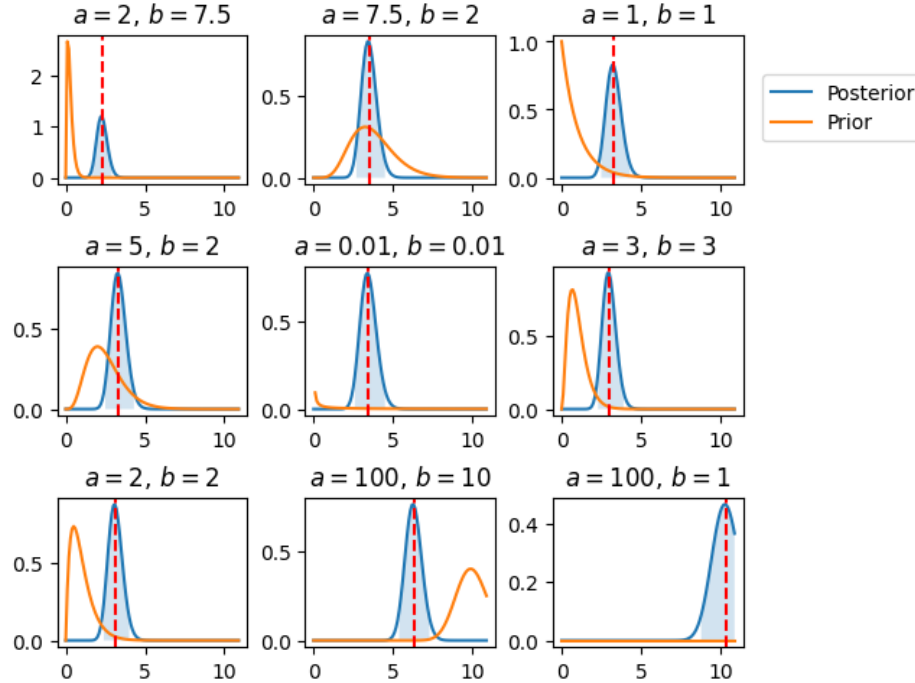 a = 2, b = 7.5
a = 7.5, b = 2
a = 1, b = 1
2
1
0
0.5
0.0
1.0
0.5
0.0
0 5 10
0 5 10
0 5 10
Posterior
Prior
a = 5, b = 2
a = 0.01, b = 0.01
a = 3, b = 3
0.5
0.0
0.5
0.0
0.5
0.0
0 5 10
0 5 10
0 5 10
a = 2, b = 2
a = 100, b = 10
a = 100, b = 1
0.5
0.0
0.5
0.0
0.4
0.2
0.0
0 5 10
0 5 10
0 5 10